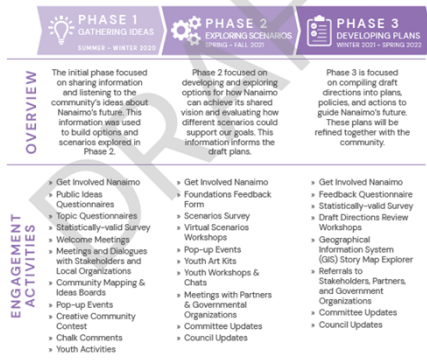 PHASE 1
GATHERING IDEAS
SUMMER - WINTER 2020
PHASE 2
EXPLORING SCENARIOS
SPRING - FALL 2021
PHASE 3
DEVELOPING PLANS
WINTER 2021 - SPRING 2022
OVERVIEW
The initial phase focused
on sharing information
and listening to the
community's ideas about
Nanaimo's future. This
information was used
to build options and
scenarios explored in
Phase 2.
Phase 2 focused on
developing and exploring
options for how Nanaimo
can achieve its shared
vision and evaluating how
different scenarios could
support our goals. This
information informs the
draft plans.
Phase 3 is focused
on compiling draft
directions into plans,
policies, and actions to
guide Nanaimo's future.
These plans will be
refined together with the
community.
ENGAGEMENT
ACTIVITIES
» Get Involved Nanaimo
» Public Ideas
Questionnaires
» Topic Questionnaires
» Statistically-valid Survey
» Welcome Meetings
» Meetings and Dialogues
with Stakeholders and
Local Organizations
» Community Mapping &
Ideas Boards
» Pop-up Events
» Creative Community
Contest
» Chalk Comments
» Youth Activities
» Get Involved Nanaimo
» Foundations Feedback
Form
» Scenarios Survey
» Virtual Scenarios
Workshops
» Pop-up Events
» Youth Art Kits
» Youth Workshops &
Chats
» Meetings with Partners
& Governmental
Organizations
» Committee Updates
» Council Updates
» Get Involved Nanaimo
» Feedback Questionnaire
» Statistically-valid Survey
» Draft Directions Review
Workshops
» Geographical
Information System
(GIS) Story Map Explorer
» Referrals to
Stakeholders, Partners,
and Government
Organizations
» Committee Updates
» Council Updates
DRAFT